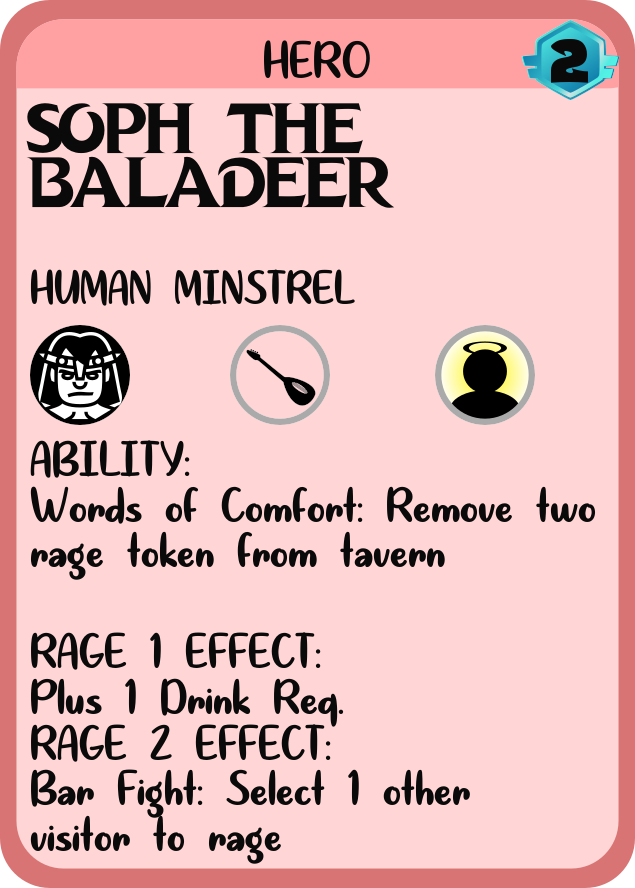 HERO
2
SOPH THE
BALADEER
HUMAN MINSTREL
ABILITY:
Words of Comfort: Remove two
rage token from tavern
RAGE 1 EFFECT:
Plus 1 Drink Req.
RAGE 2 EFFECT:
Bar Fight: Select 1 other
visitor to rage